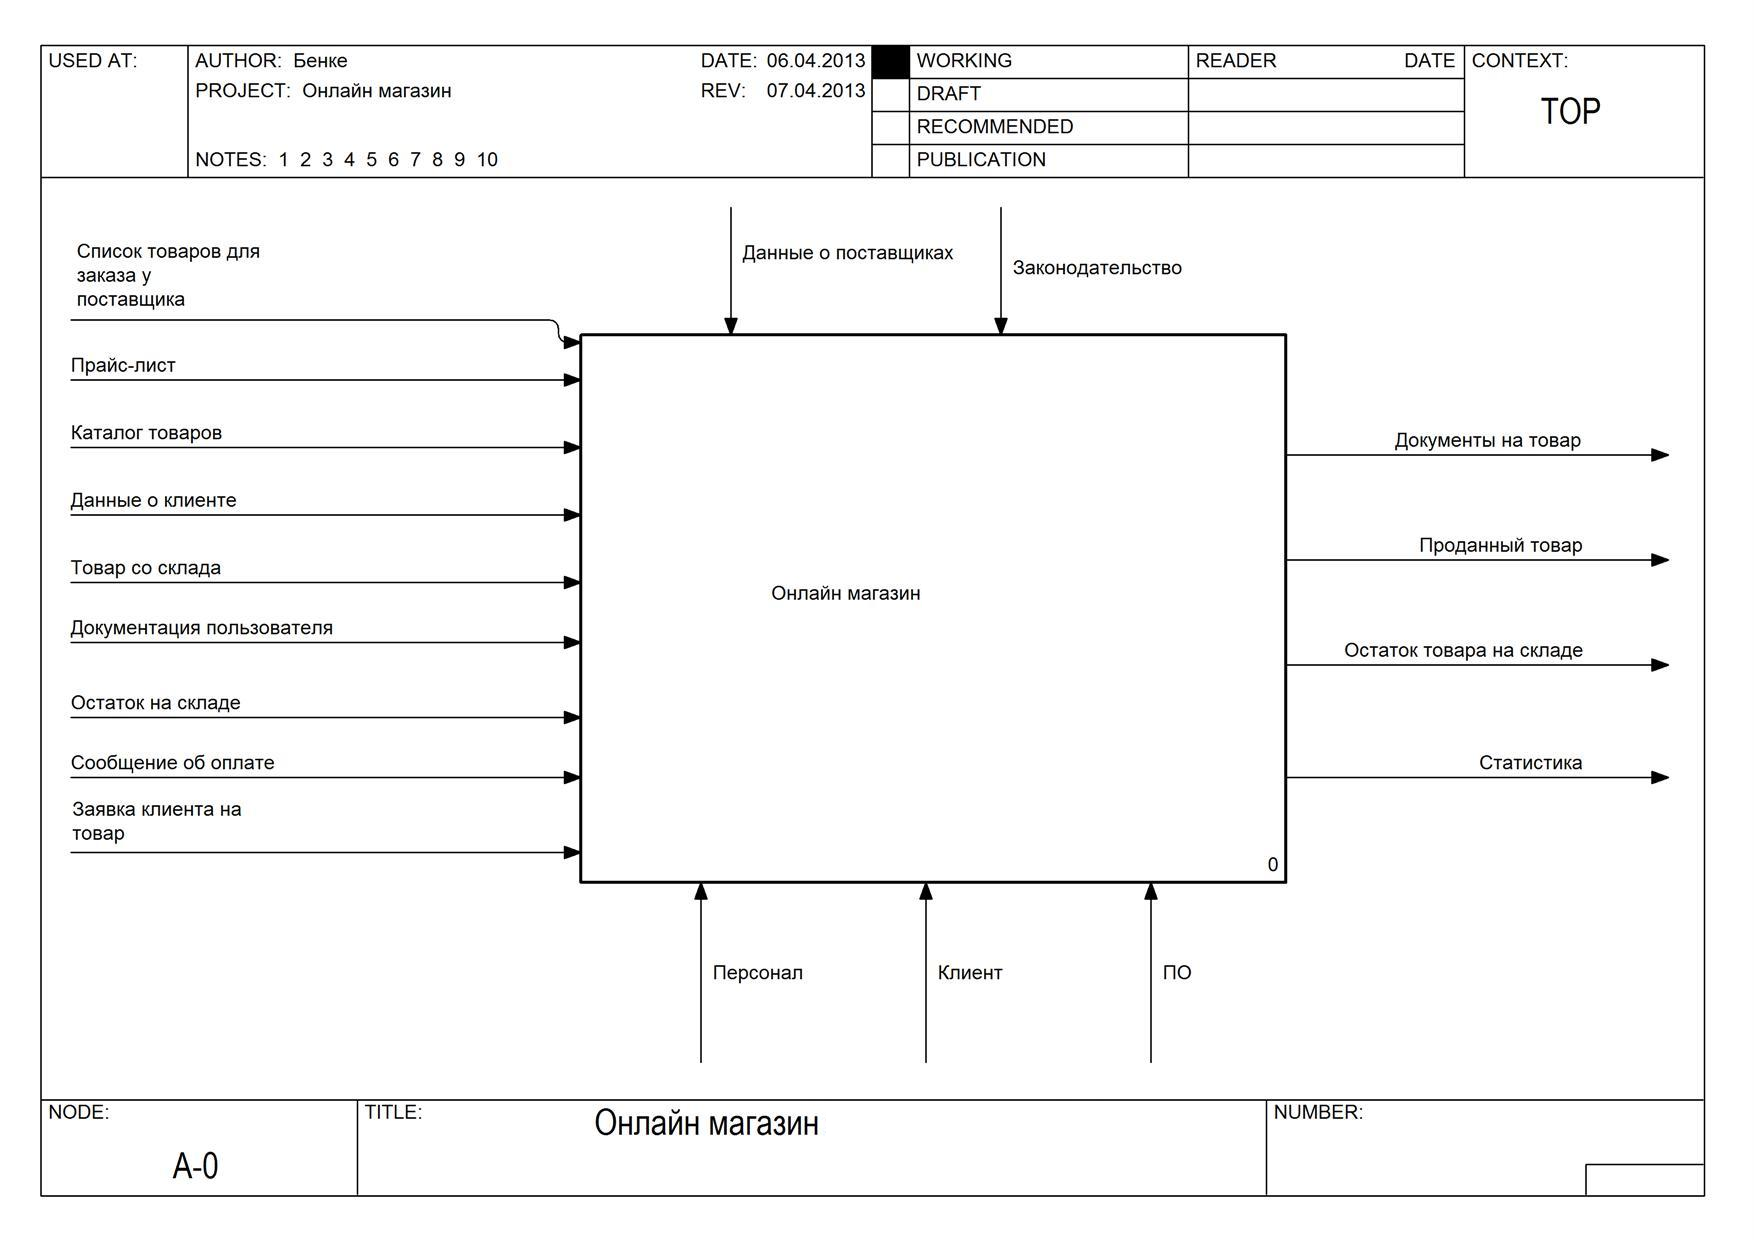 USED AT:
AUTHOR: Бенке
DATE: 06.04.2013
PROJECT: Онлайн магазин
REV: 07.04.2013
NOTES: 1 2 3 4 5 6 7 8 9 10
WORKING
DRAFT
RECOMMENDED
PUBLICATION
READER
DATE
CONTEXT:
TOP
Данные о поставщиках
Законодательство
Список товаров для
заказа у
поставщика
Прайс-лист
Каталог товаров
Данные о клиенте
Товар со склада
Документация пользователя
Остаток на складе
Сообщение об оплате
Заявка клиента на
товар
Онлайн магазин
0
Документы на товар
Проданный товар
Остаток товара на складе
Статистика
Персонал
Клиент
ПО
NODE:
A-0
TITLE:
Онлайн магазин
NUMBER: